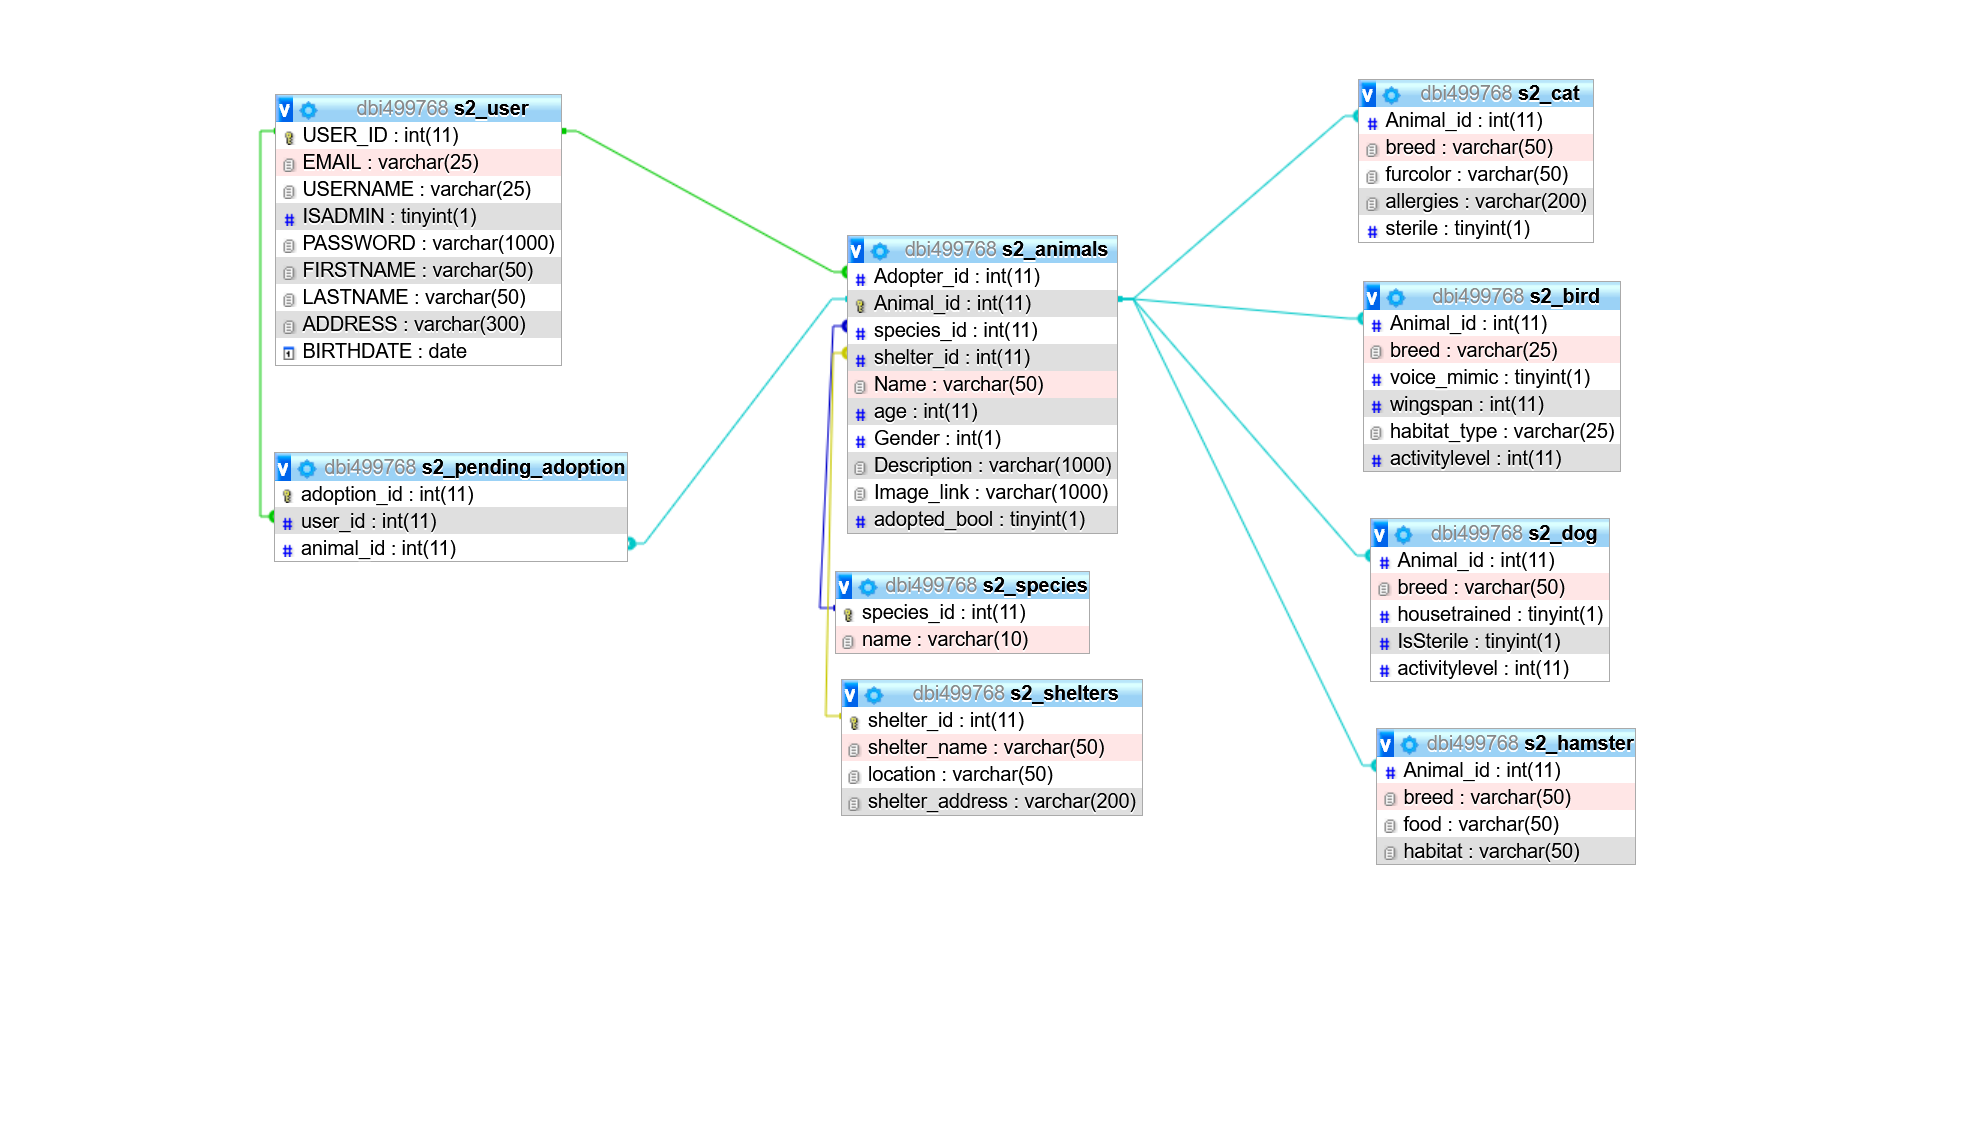 dbi499768 s2_user
USER_ID : int(11)
EMAIL : varchar(25)
USERNAME : varchar(25)
ISADMIN : tinyint(1)
PASSWORD : varchar(1000)
FIRSTNAME : varchar(50)
LASTNAME : varchar(50)
ADDRESS : varchar(300)
BIRTHDATE : date
dbi499768 s2_pending_adoption
adoption_id : int(11)
user_id : int(11)
animal_id : int(11)
dbi499768 s2_animals
Adopter_id : int(11)
Animal_id : int(11)
species_id : int(11)
shelter_id : int(11)
Name : varchar(50)
age : int(11)
Gender : int(1)
Description : varchar(1000)
Image_link : varchar(1000)
adopted_bool : tinyint(1)
dbi499768 s2_species
species_id : int(11)
name : varchar(10)
dbi499768 s2_shelters
shelter_id : int(11)
shelter_name : varchar(50)
location : varchar(50)
shelter_address : varchar(200)
dbi499768 s2_cat
Animal_id : int(11)
breed : varchar(50)
furcolor : varchar(50)
allergies : varchar(200)
sterile : tinyint(1)
dbi499768 s2_bird
Animal_id : int(11)
breed : varchar(25)
voice_mimic : tinyint(1)
wingspan : int(11)
habitat_type : varchar(25)
activitylevel : int(11)
dbi499768 s2_dog
Animal_id : int(11)
breed : varchar(50)
housetrained : tinyint(1)
IsSterile : tinyint(1)
activitylevel : int(11)
dbi499768 s2_hamster
Animal_id : int(11)
breed : varchar(50)
food : varchar(50)
habitat : varchar(50)